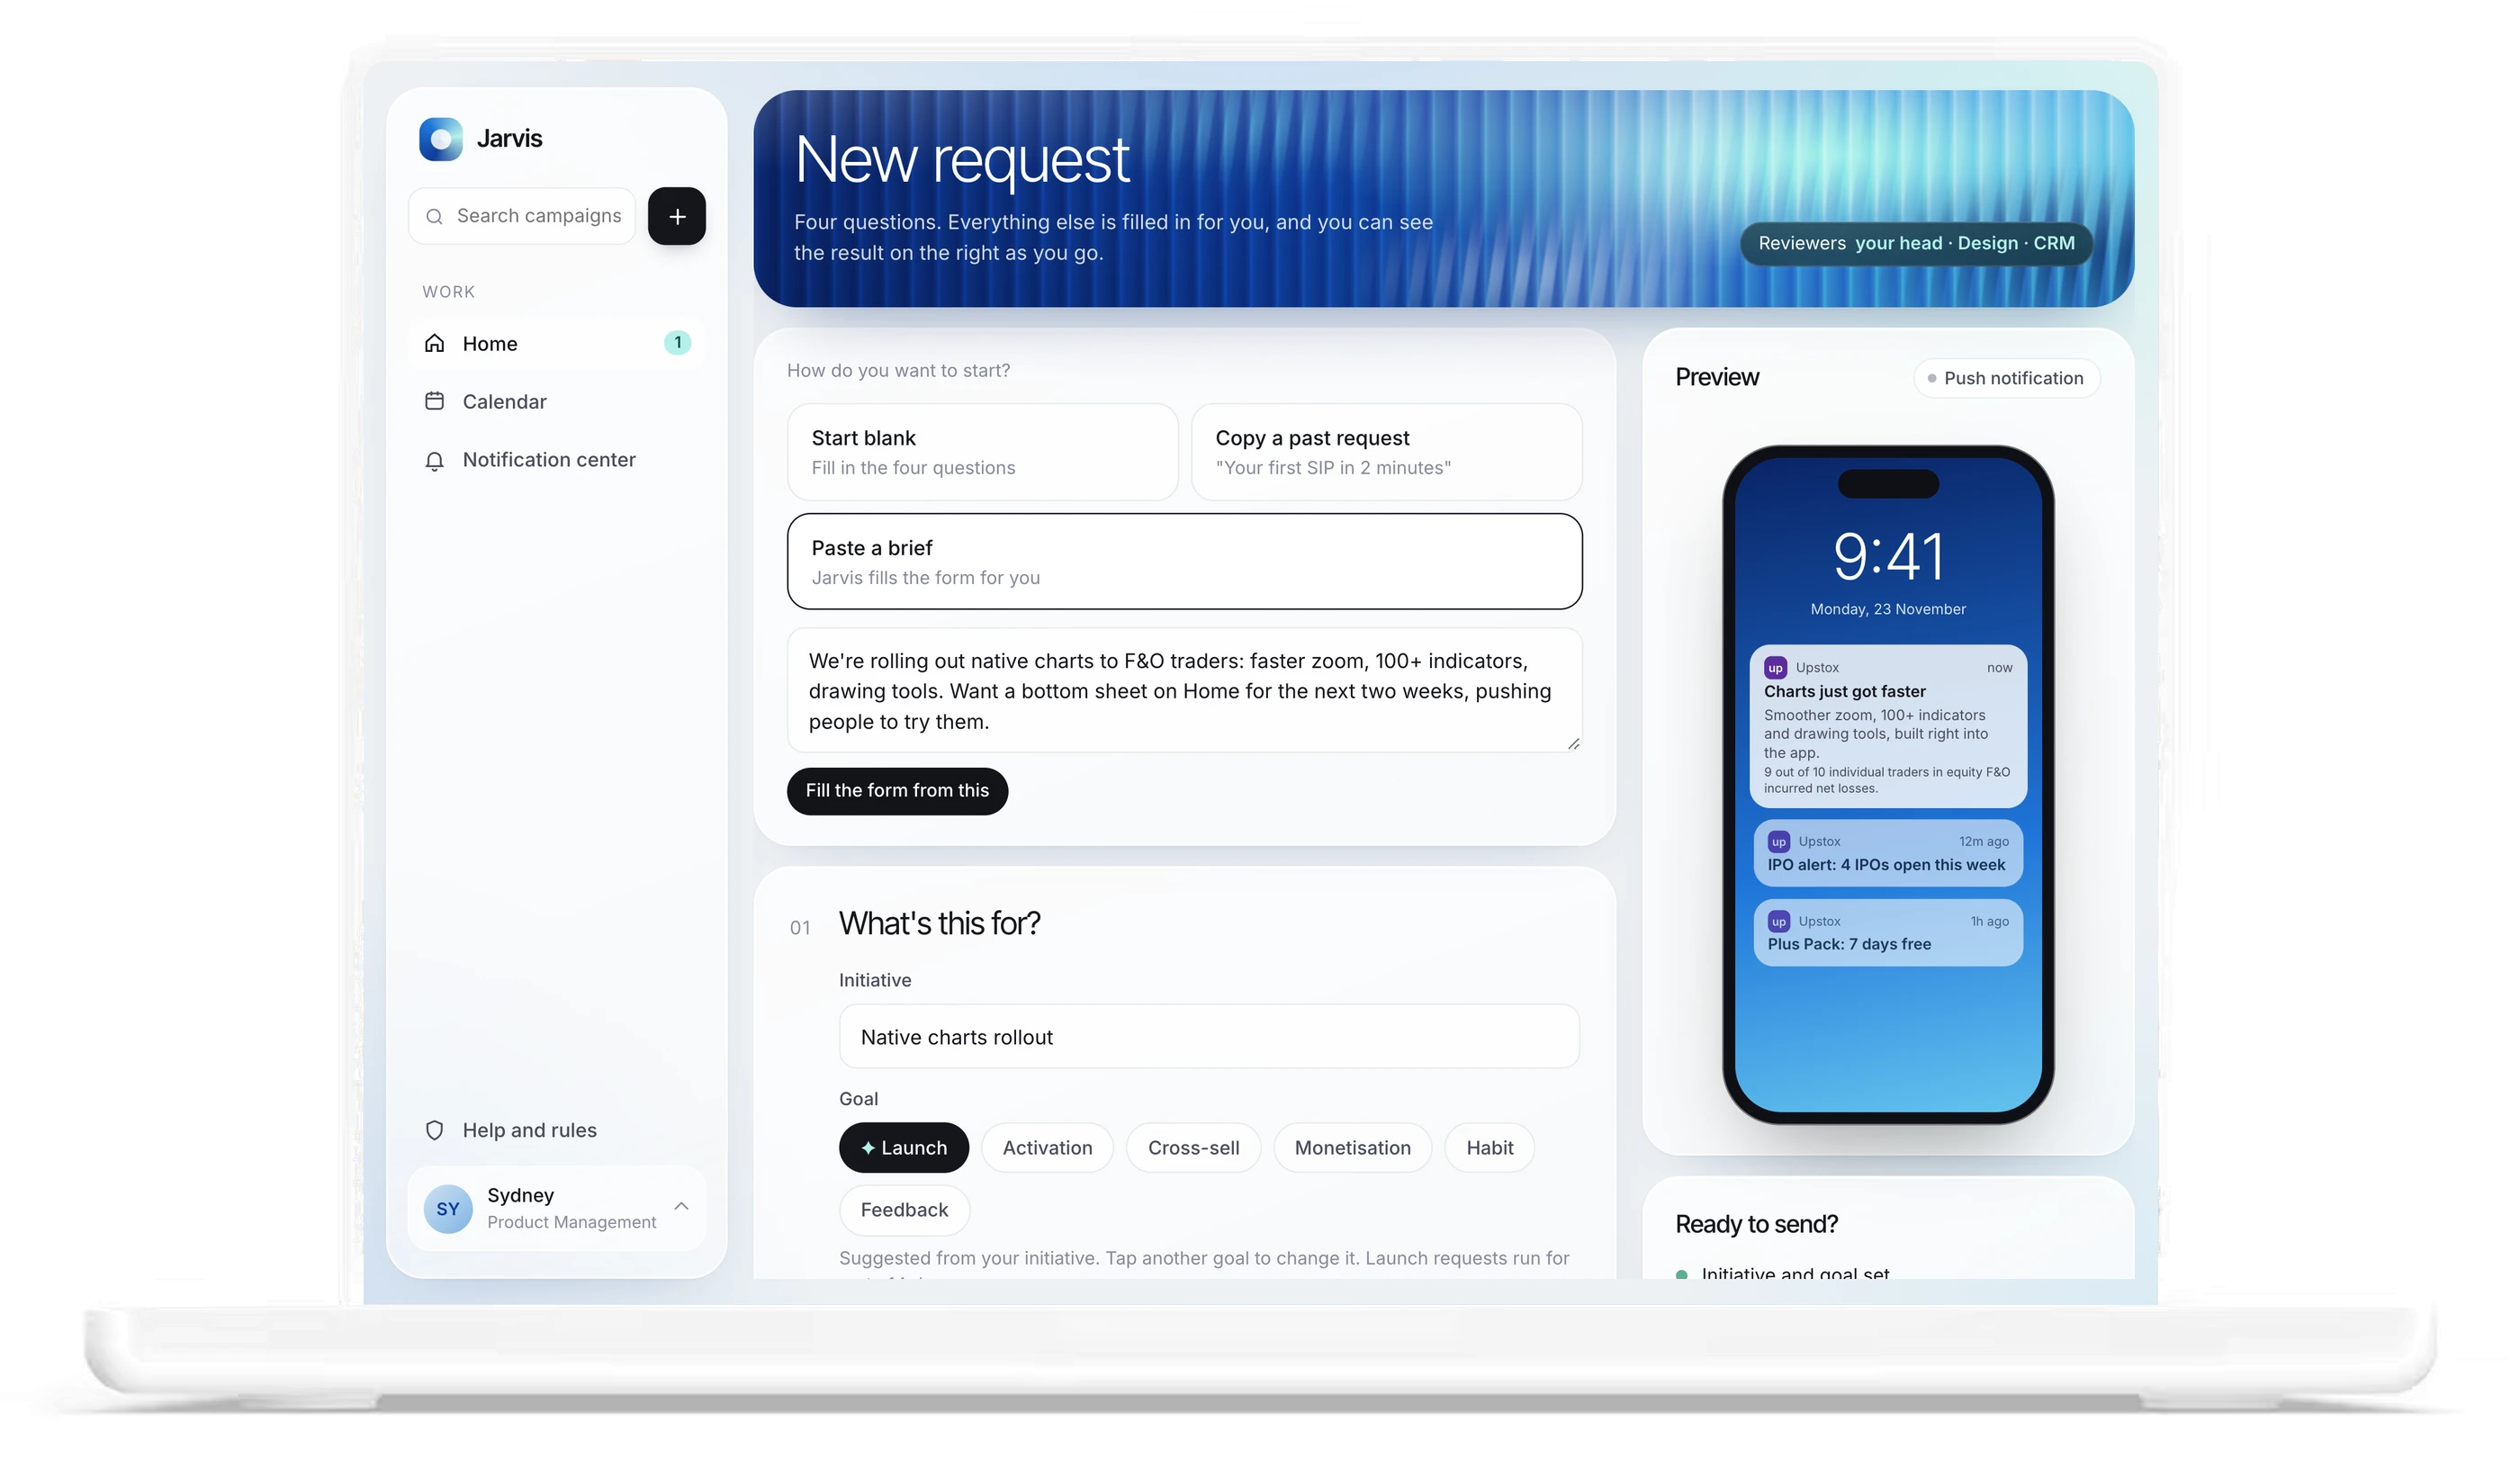 Jarvis
Search campaigns
WORK
Home
1
Calendar
Notification center
Help and rules
SY
Sydney
Product Management
New request
Four questions. Everything else is filled in for you, and you can see
the result on the right as you go.
Reviewers your head · Design · CRM
How do you want to start?
Start blank
Fill in the four questions
Copy a past request
"Your first SIP in 2 minutes"
Paste a brief
Jarvis fills the form for you
We're rolling out native charts to F&O traders: faster zoom, 100+ indicators,
drawing tools. Want a bottom sheet on Home for the next two weeks, pushing
people to try them.
Fill the form from this
01
What's this for?
Initiative
Native charts rollout
Goal
Launch
Activation
Cross-sell
Monetisation
Habit
Feedback
Suggested from your initiative. Tap another goal to change it. Launch requests run for
Preview
Push notification
9:41
Monday, 23 November
up Upstox now
Charts just got faster
Smoother zoom, 100+ indicators
and drawing tools, built right into
the app.
9 out of 10 individual traders in equity F&O
incurred net losses.
up Upstox 12m ago
IPO alert: 4 IPOs open this week
up Upstox 1h ago
Plus Pack: 7 days free
Ready to send?
Initiative and goal set